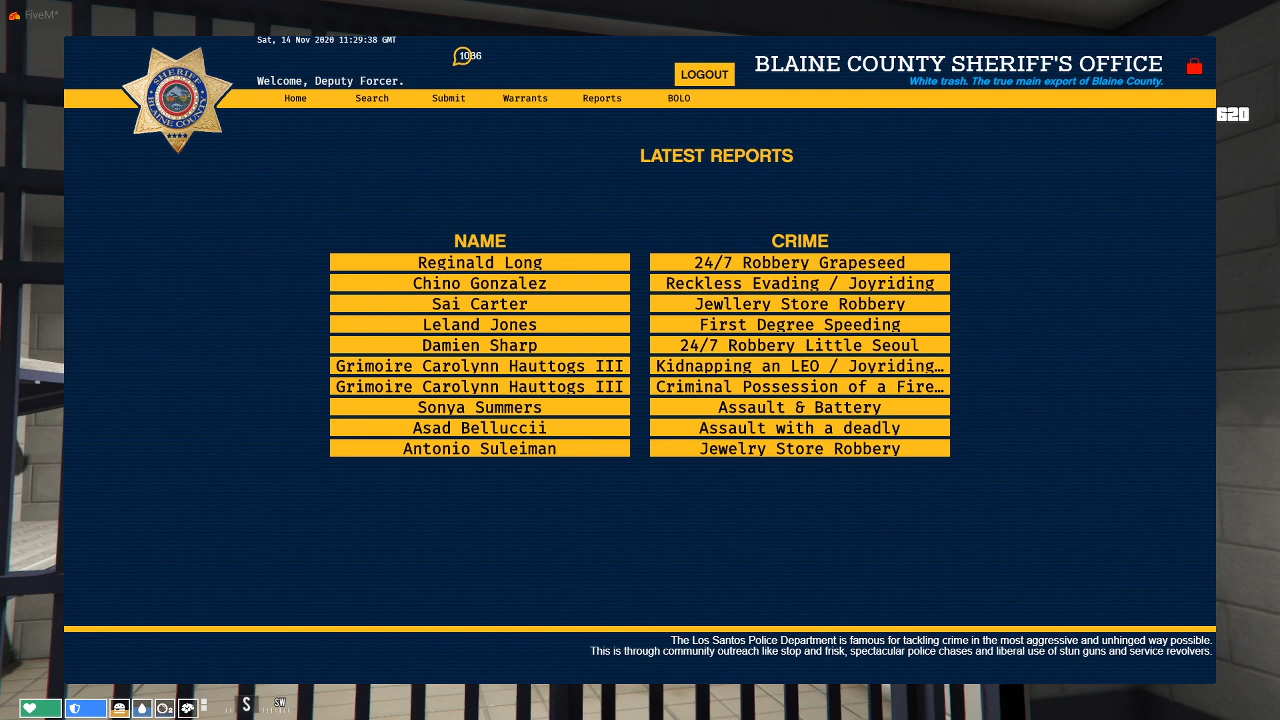 FiveM*
Sat, 14 Nov 2020 11:29:38 GMT
1036
Welcome, Deputy Forcer.
LOGOUT
BLAINE COUNTY SHERIFF'S OFFICE
White trash. The true main export of Blaine County.
SHERIFF
BLAINE COUNTY
Home Search Submit Warrants Reports BOLO
620
LATEST REPORTS
NAME CRIME
Reginald Long 24/7 Robbery Grapeseed
Chino Gonzalez Reckless Evading / Joyriding
Sai Carter Jewllery Store Robbery
Leland Jones First Degree Speeding
Damien Sharp 24/7 Robbery Little Seoul
Grimoire Carolynn Hauttogs III Kidnapping an LEO / Joyriding…
Grimoire Carolynn Hauttogs III Criminal Possession of a Fire…
Sonya Summers Assault & Battery
Asad Belluccii Assault with a deadly
Antonio Suleiman Jewelry Store Robbery
The Los Santos Police Department is famous for tackling crime in the most aggressive and unhinged way possible.
This is through community outreach like stop and frisk, spectacular police chases and liberal use of stun guns and service revolvers.
O2
S SW